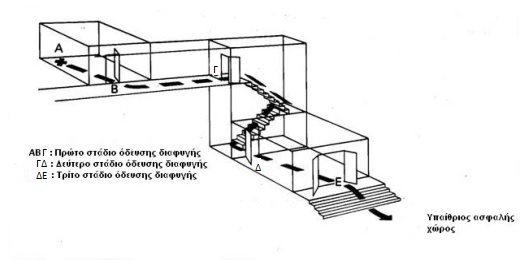 Α
Β
Γ
ΑΒΓ : Πρώτο στάδιο όδευσης διαφυγής
ΓΔ : Δεύτερο στάδιο όδευσης διαφυγής
ΔΕ : Τρίτο στάδιο όδευσης διαφυγής
Δ
Ε
Υπαίθριος ασφαλής
χώρος